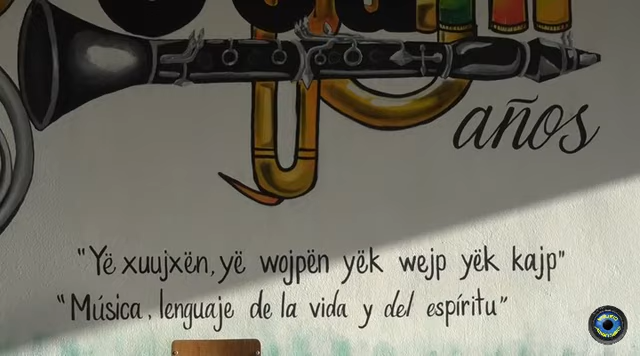 años
"Yë xuujxën, yë wojpën yëk wejp yëk kajp"
"Música, lenguaje de la vida y del espíritu"